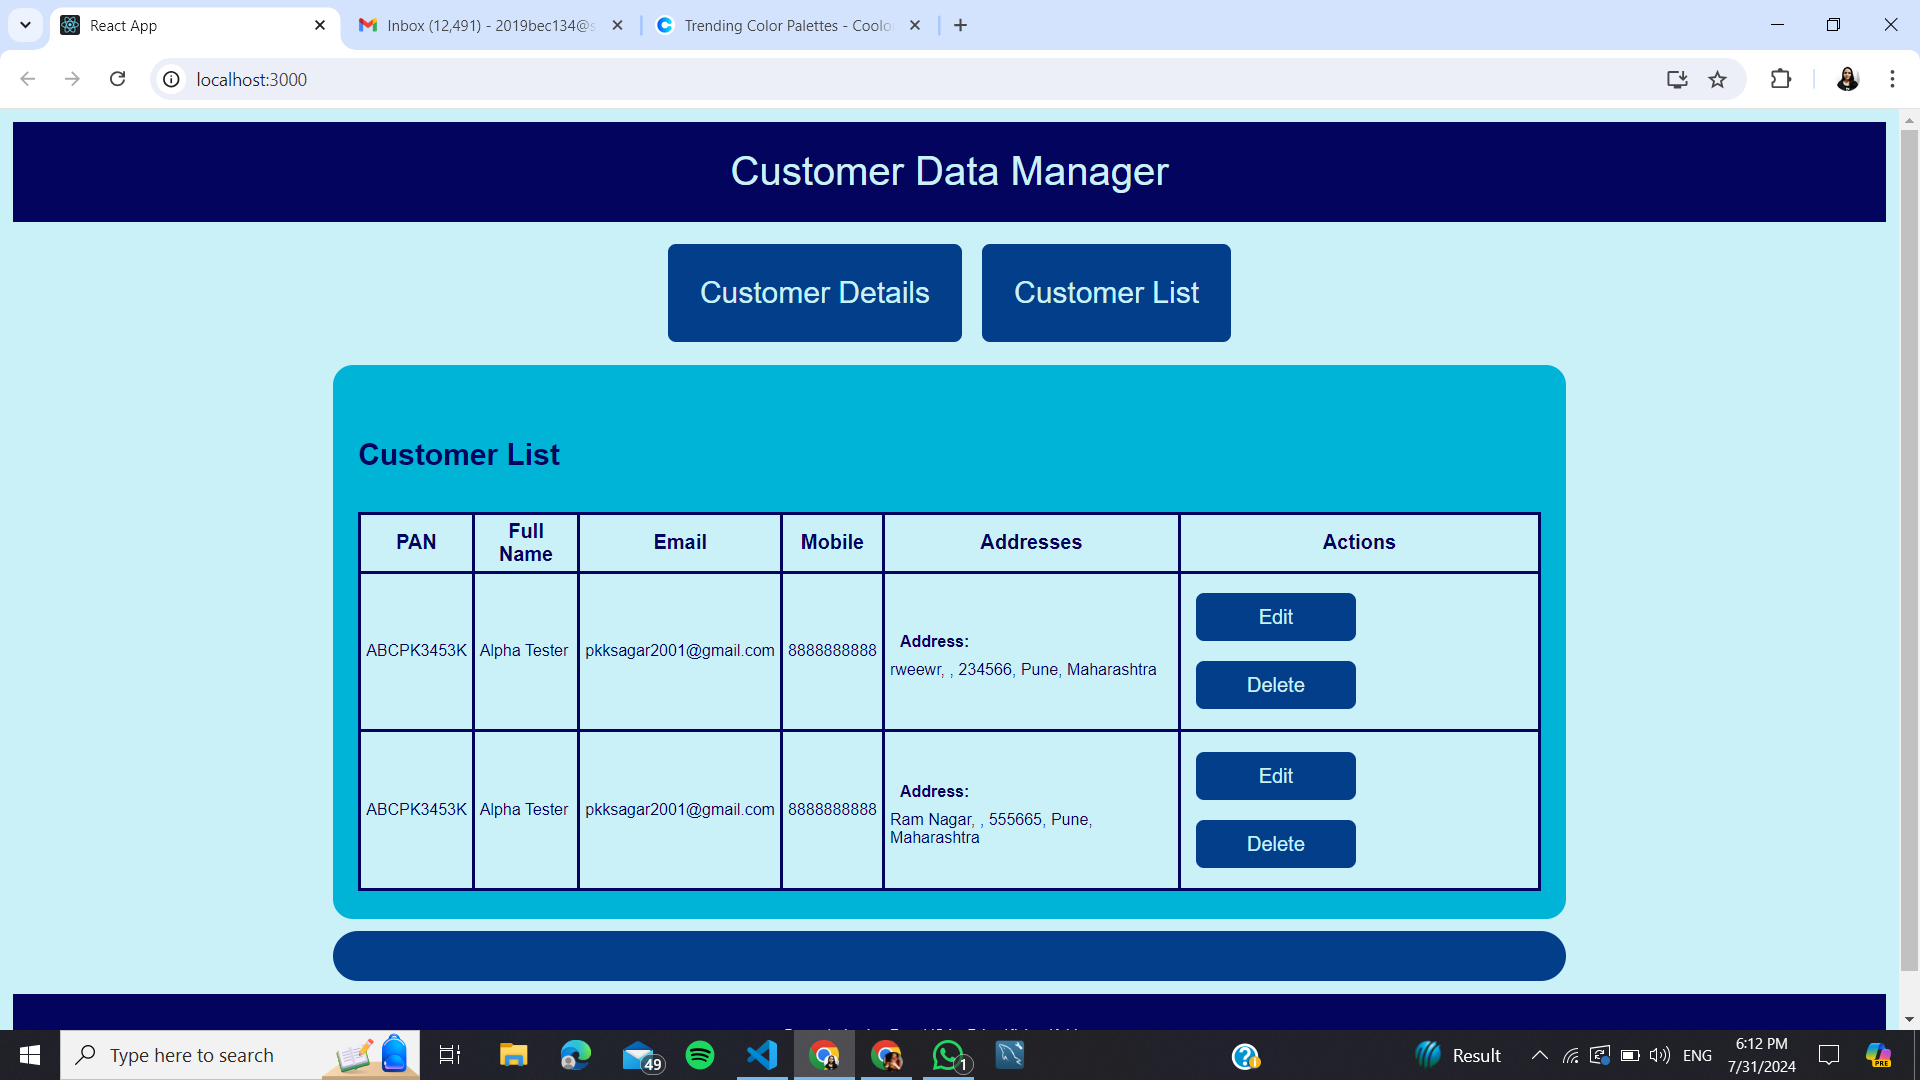 React App
Inbox (12,491) - 2019bec134@s
Trending Color Palettes - Coolo
localhost:3000
Customer Data Manager
Customer Details
Customer List
Customer List
PAN
Full
Name
Email
Mobile
Addresses
Actions
ABCPK3453K
Alpha Tester
pkksagar2001@gmail.com
8888888888
Address:
rweewr, , 234566, Pune, Maharashtra
Edit
Delete
ABCPK3453K
Alpha Tester
pkksagar2001@gmail.com
8888888888
Address:
Ram Nagar, , 555665, Pune,
Maharashtra
Edit
Delete
Type here to search
49
1
Result
ENG
6:12 PM
7/31/2024
PRE